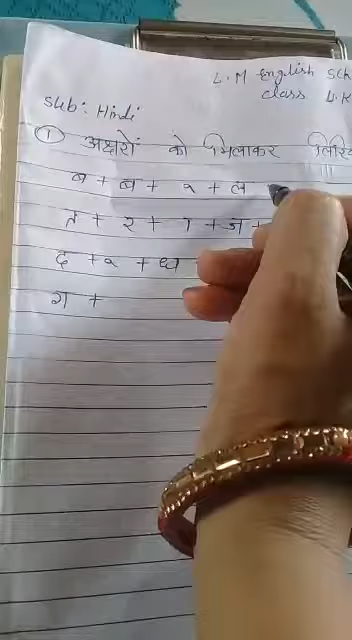 L.M English Sch
class L.K
Sub: Hindi
① अक्षरों को मिलाकर लिखि
ब + ब + ू + ल
त + र + ा + ज +
द + ू + ध
ग +